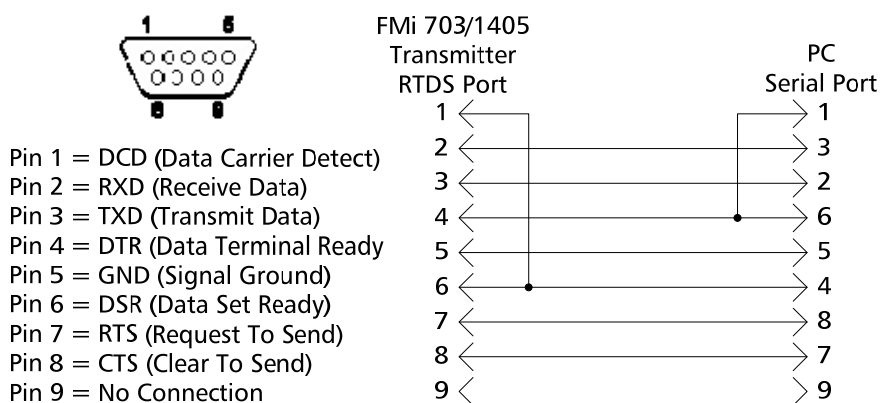 1 5
6 9
Pin 1 = DCD (Data Carrier Detect)
Pin 2 = RXD (Receive Data)
Pin 3 = TXD (Transmit Data)
Pin 4 = DTR (Data Terminal Ready
Pin 5 = GND (Signal Ground)
Pin 6 = DSR (Data Set Ready)
Pin 7 = RTS (Request To Send)
Pin 8 = CTS (Clear To Send)
Pin 9 = No Connection
FMi 703/1405
Transmitter
RTDS Port
PC
Serial Port
1 1
2 3
3 2
4 6
5 5
6 4
7 8
8 7
9 9